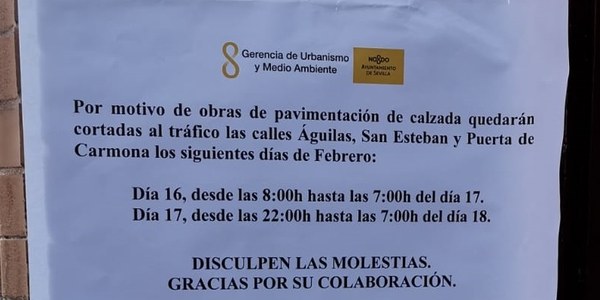 Gerencia de Urbanismo
y Medio Ambiente
NO8DO
AYUNTAMIENTO
DE SEVILLA
Por motivo de obras de pavimentación de calzada quedarán
cortadas al tráfico las calles Águilas, San Esteban y Puerta de
Carmona los siguientes días de Febrero:
Día 16, desde las 8:00h hasta las 7:00h del día 17.
Día 17, desde las 22:00h hasta las 7:00h del día 18.
DISCULPEN LAS MOLESTIAS.
GRACIAS POR SU COLABORACIÓN.